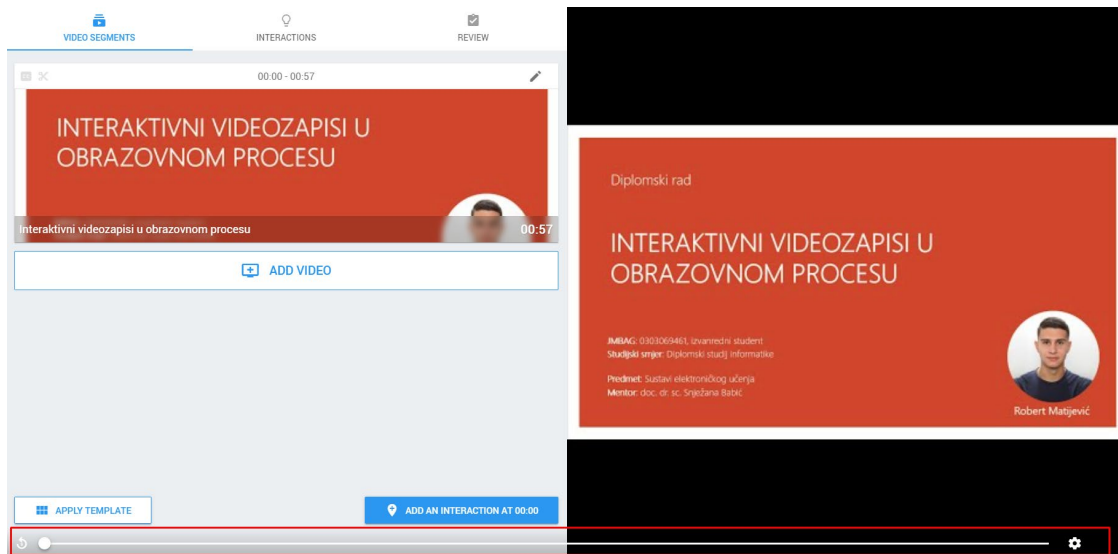 VIDEO SEGMENTS
INTERACTIONS
REVIEW
00:00 - 00:57
INTERAKTIVNI VIDEOZAPISI U
OBRAZOVNOM PROCESU
Interaktivni videozapisi u obrazovnom procesu
00:57
ADD VIDEO
APPLY TEMPLATE
ADD AN INTERACTION AT 00:00
Diplomski rad
INTERAKTIVNI VIDEOZAPISI U
OBRAZOVNOM PROCESU
JMBAG: 0303069461, izvanredni student
Studijski smjer: Diplomski studij informatike
Predmet: Sustavi elektroničkog učenja
Mentor: doc. dr. sc. Snježana Babić
Robert Matijević